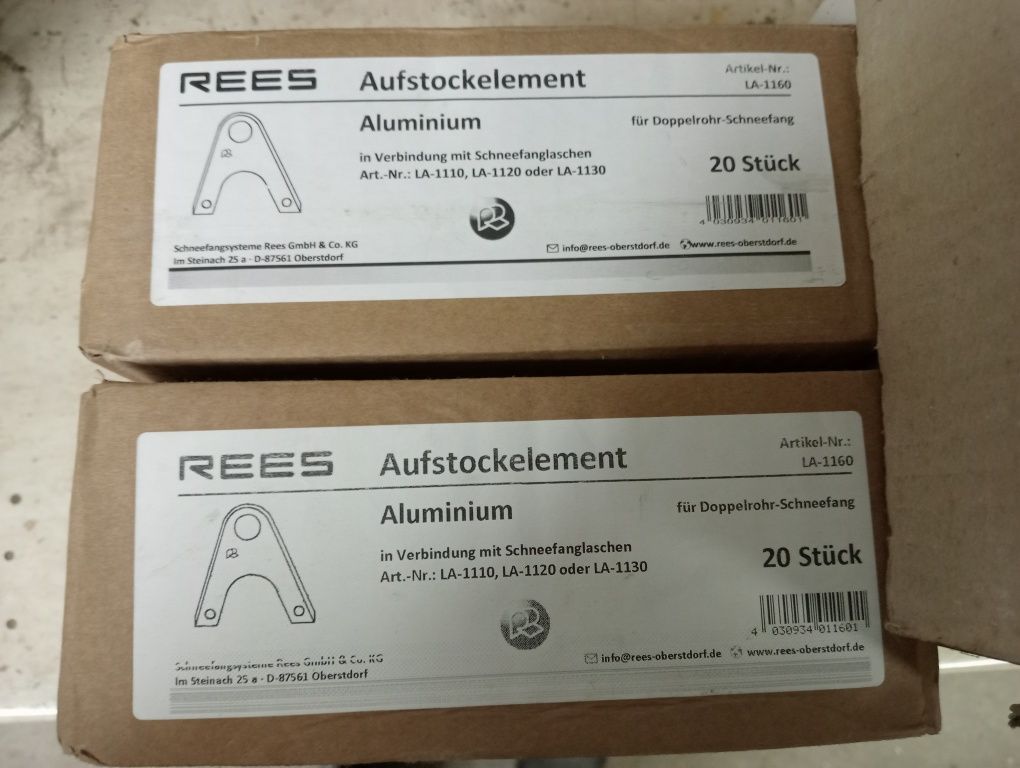 REES Aufstockelement Artikel-Nr.:
LA-1160
Aluminium für Doppelrohr-Schneefang
in Verbindung mit Schneefanglaschen
Art.-Nr.: LA-1110, LA-1120 oder LA-1130
20 Stück
4 030934 011601
Schneefangsysteme Rees GmbH & Co. KG
Im Steinach 25 a · D-87561 Oberstdorf
info@rees-oberstdorf.de www.rees-oberstdorf.de
REES Aufstockelement Artikel-Nr.:
LA-1160
Aluminium für Doppelrohr-Schneefang
in Verbindung mit Schneefanglaschen
Art.-Nr.: LA-1110, LA-1120 oder LA-1130
20 Stück
4 030934 011601
Schneefangsysteme Rees GmbH & Co. KG
Im Steinach 25 a · D-87561 Oberstdorf
info@rees-oberstdorf.de www.rees-oberstdorf.de